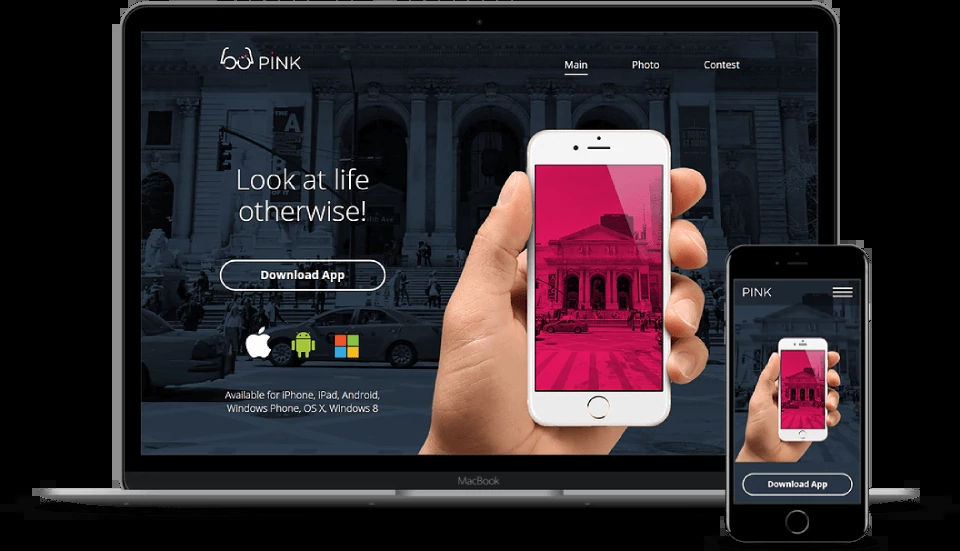 PINK
Main
Photo
Contest
THE
A
Look at life
otherwise!
Download App
Available for iPhone, iPad, Android,
Windows Phone, OS X, Windows 8
MacBook
PINK
Download App